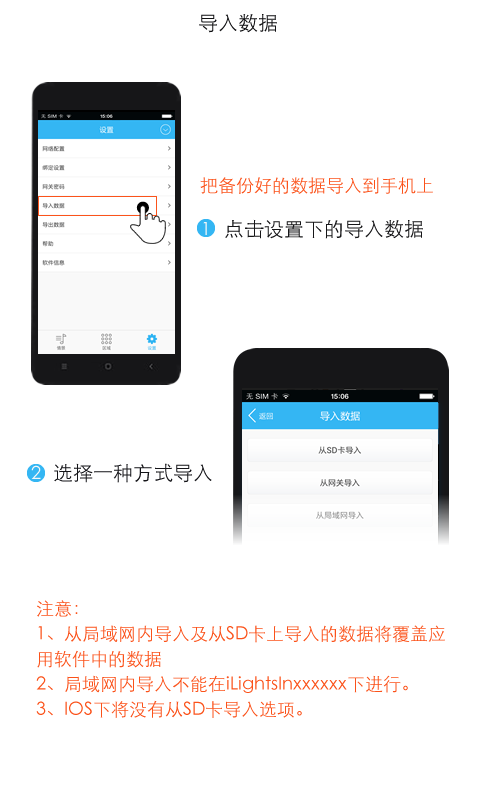 导入数据
无 SIM 卡 15:06
设置
网络配置
绑定设置
网关密码
导入数据
导出数据
帮助
软件信息
情景 区域 设置
把备份好的数据导入到手机上
1 点击设置下的导入数据
2 选择一种方式导入
无 SIM 卡 15:06
返回 导入数据
从SD卡导入
从网关导入
从局域网导入
注意：
1、从局域网内导入及从SD卡上导入的数据将覆盖应
用软件中的数据
2、局域网内导入不能在iLightsInxxxxxx下进行。
3、IOS下将没有从SD卡导入选项。